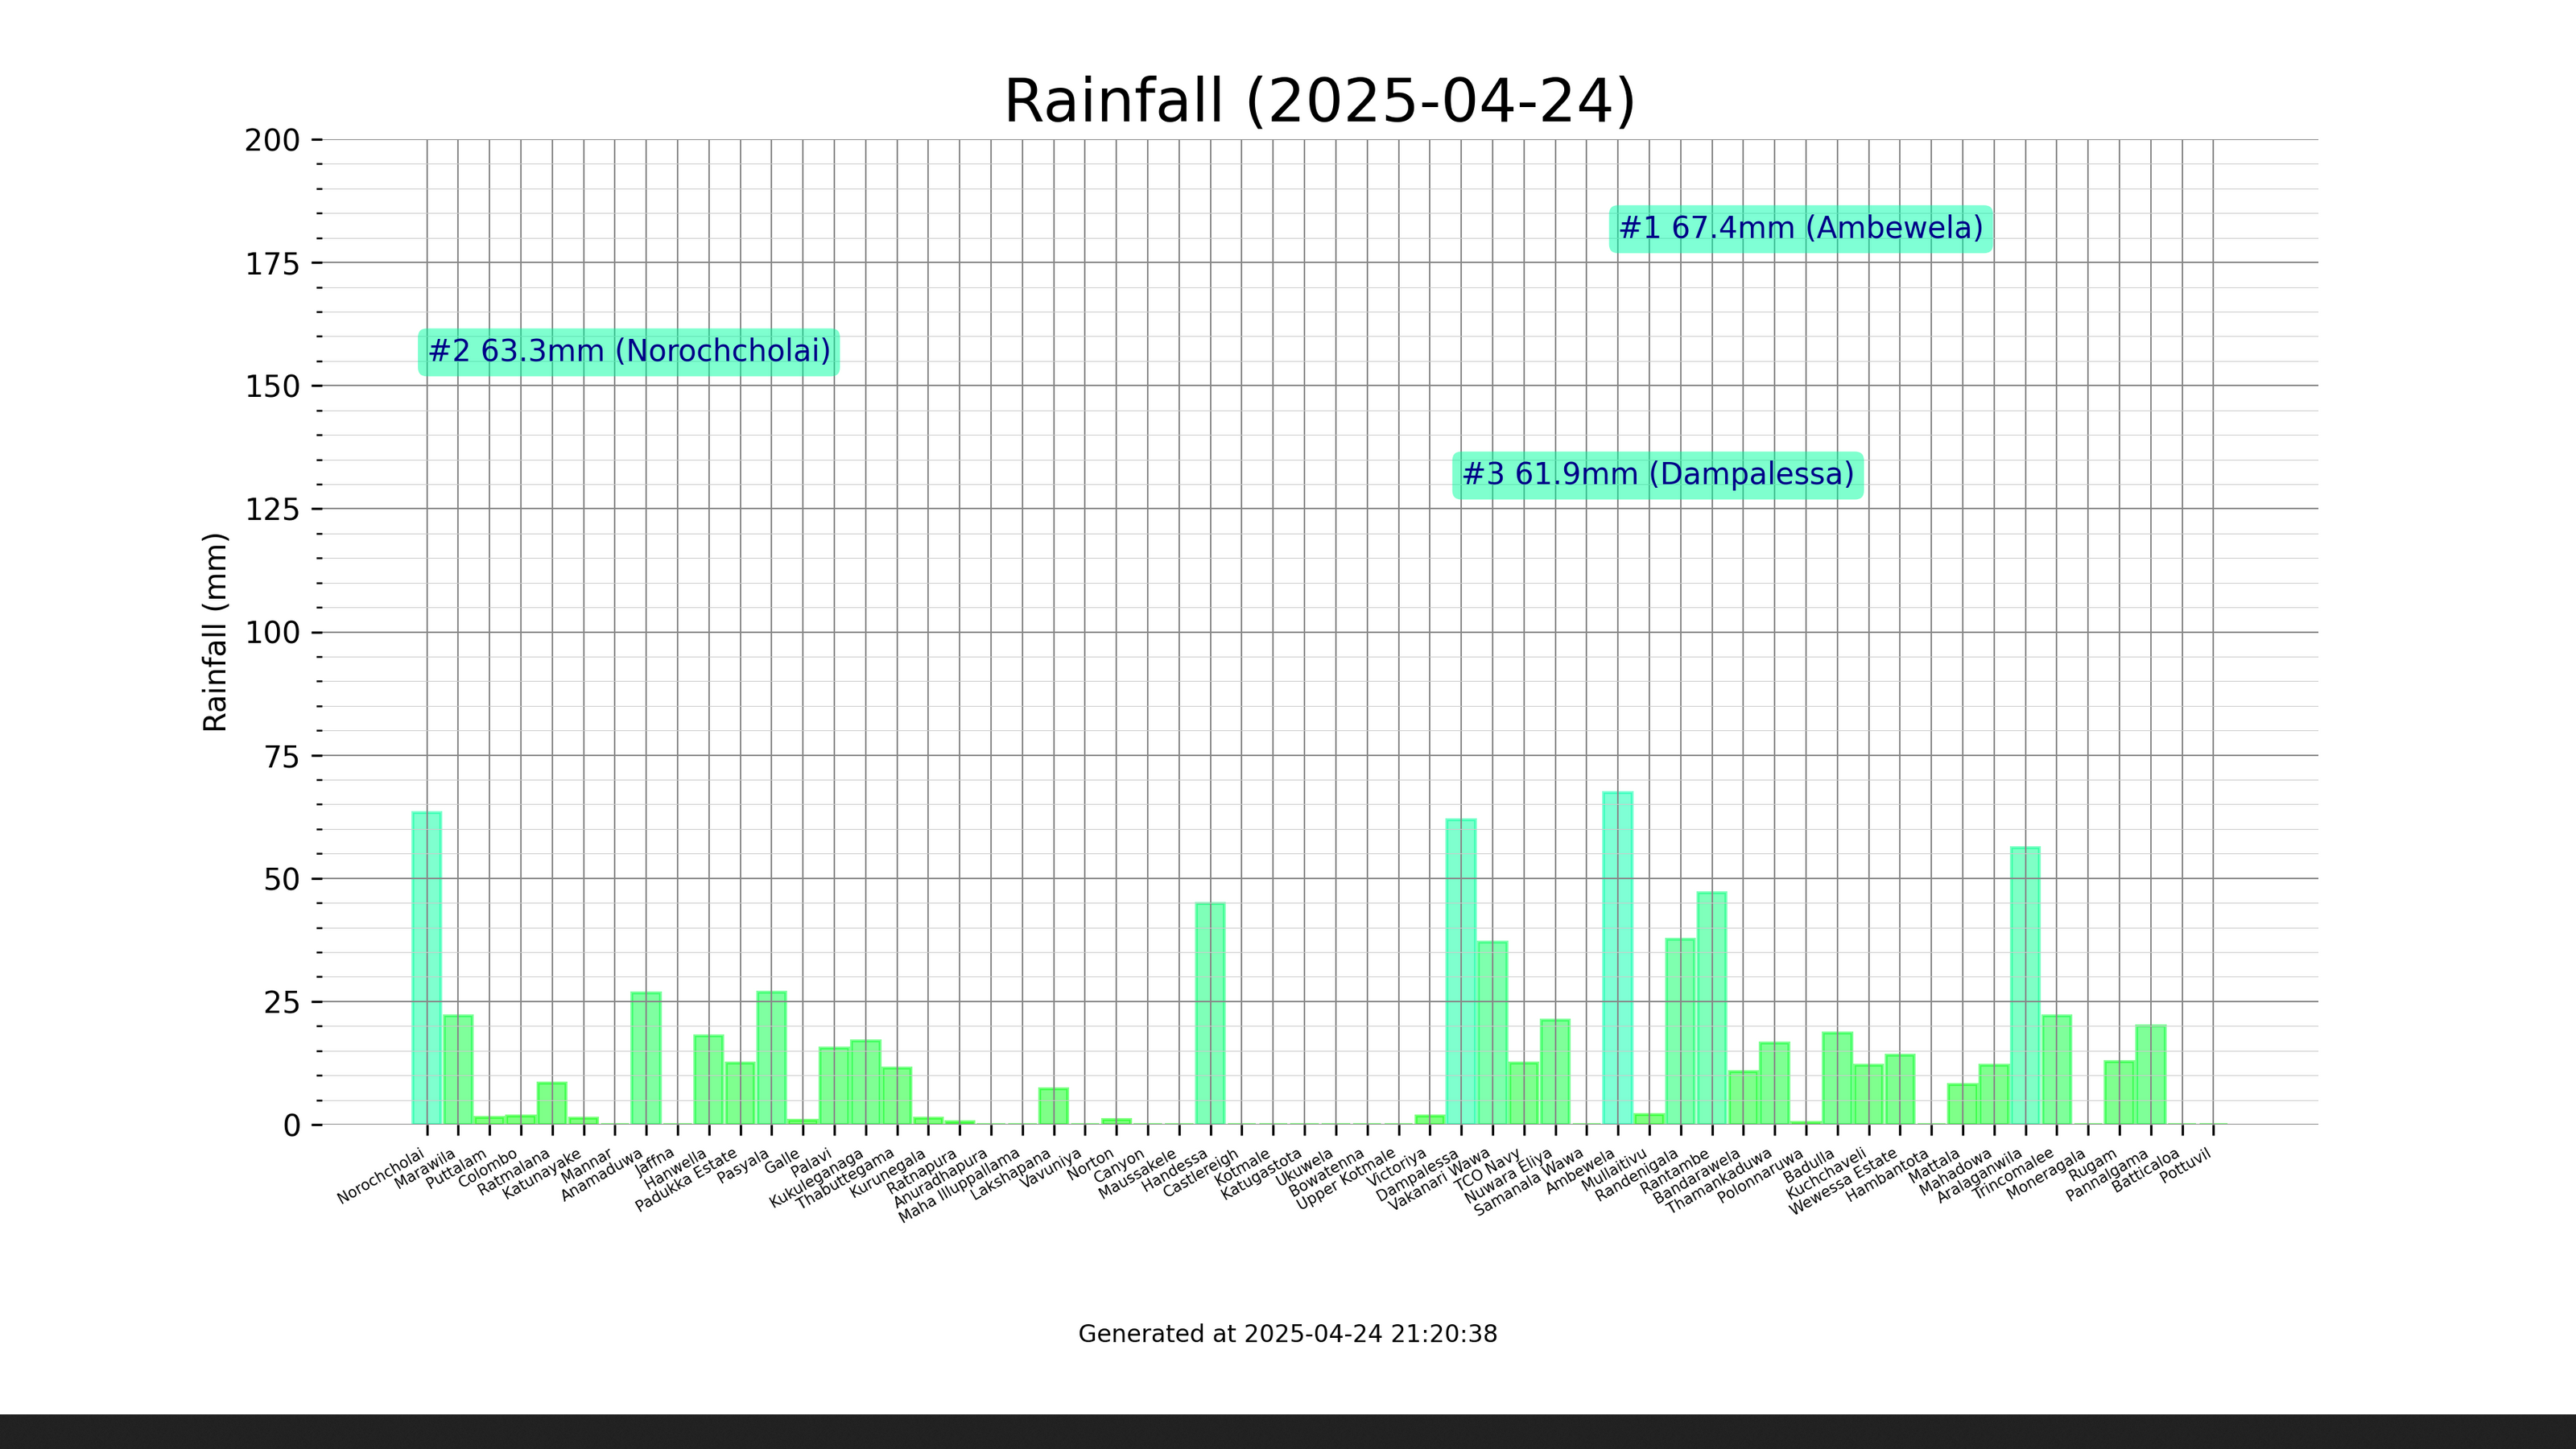 Rainfall (2025-04-24)
200
175
150
125
100
75
50
25
0
Rainfall (mm)
#1 67.4mm (Ambewela)
#2 63.3mm (Norochcholai)
#3 61.9mm (Dampalessa)
Norochcholai
Marawila
Puttalam
Colombo
Ratmalana
Katunayake
Mannar
Anamaduwa
Jaffna
Hanwella
Padukka Estate
Pasyala
Galle
Palavi
Kukuleganaga
Thabuttegama
Kurunegala
Ratnapura
Anuradhapura
Maha Illuppallama
Lakshapana
Vavuniya
Norton
Canyon
Maussakele
Handessa
Castlereigh
Kotmale
Katugastota
Ukuwela
Bowatenna
Upper Kotmale
Victoriya
Dampalessa
Vakanari Wawa
TCO Navy
Nuwara Eliya
Samanala Wawa
Ambewela
Mullaitivu
Randenigala
Rantambe
Bandarawela
Thamankaduwa
Polonnaruwa
Badulla
Kuchchaveli
Wewessa Estate
Hambantota
Mattala
Mahadowa
Aralaganwila
Trincomalee
Moneragala
Rugam
Pannalgama
Batticaloa
Pottuvil
Generated at 2025-04-24 21:20:38